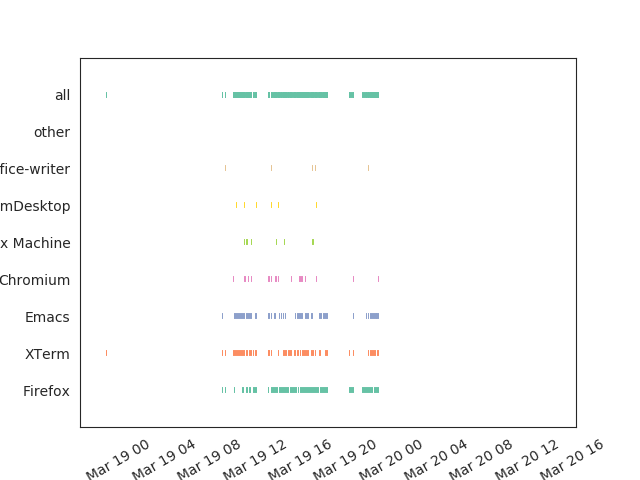 all
other
fice-writer
mDesktop
x Machine
Chromium
Emacs
XTerm
Firefox
Mar 19 00
Mar 19 04
Mar 19 08
Mar 19 12
Mar 19 16
Mar 19 20
Mar 20 00
Mar 20 04
Mar 20 08
Mar 20 12
Mar 20 16